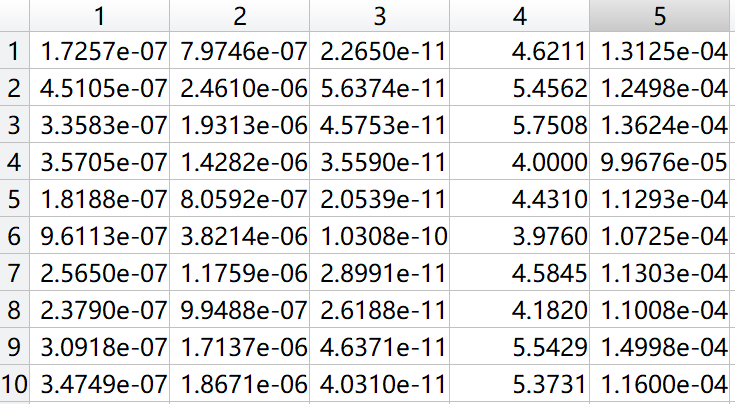 1 2 3 4 5
1 1.7257e-07 7.9746e-07 2.2650e-11 4.6211 1.3125e-04
2 4.5105e-07 2.4610e-06 5.6374e-11 5.4562 1.2498e-04
3 3.3583e-07 1.9313e-06 4.5753e-11 5.7508 1.3624e-04
4 3.5705e-07 1.4282e-06 3.5590e-11 4.0000 9.9676e-05
5 1.8188e-07 8.0592e-07 2.0539e-11 4.4310 1.1293e-04
6 9.6113e-07 3.8214e-06 1.0308e-10 3.9760 1.0725e-04
7 2.5650e-07 1.1759e-06 2.8991e-11 4.5845 1.1303e-04
8 2.3790e-07 9.9488e-07 2.6188e-11 4.1820 1.1008e-04
9 3.0918e-07 1.7137e-06 4.6371e-11 5.5429 1.4998e-04
10 3.4749e-07 1.8671e-06 4.0310e-11 5.3731 1.1600e-04